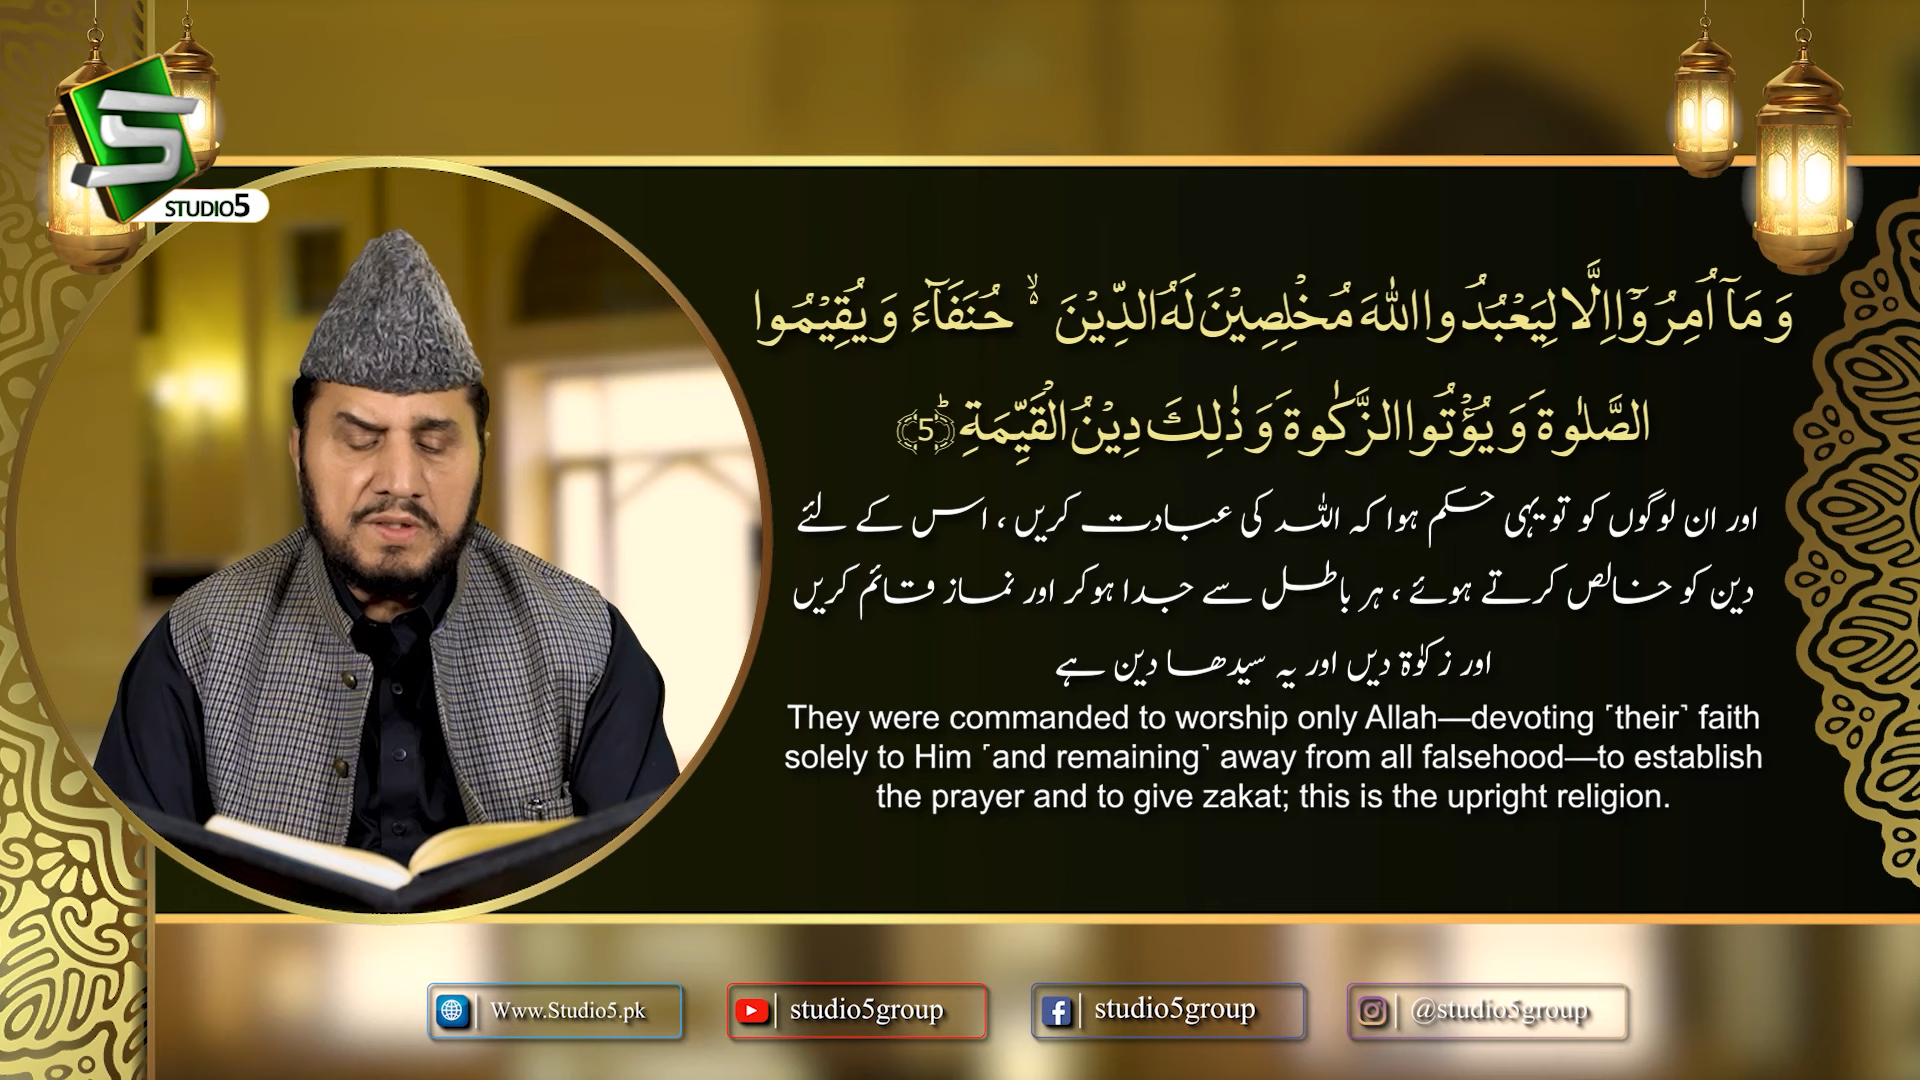 STUDIO5
وَ مَاۤ اُمِرُوْۤا اِلَّا لِیَعْبُدُوا اللّٰهَ مُخْلِصِیْنَ لَهُ الدِّیْنَ ۙ۬ حُنَفَآءَ وَ یُقِیْمُوا
الصَّلٰوةَ وَ یُؤْتُوا الزَّكٰوةَ وَ ذٰلِكَ دِیْنُ الْقَیِّمَةِؕ(5)
اور ان لوگوں کو تو یہی حکم ہوا کہ اللہ کی عبادت کریں ، اس کے لئے
دین کو خالص کرتے ہوئے ، ہر باطل سے جدا ہوکر اور نماز قائم کریں
اور زکوٰۃ دیں اور یہ سیدھا دین ہے
They were commanded to worship only Allah—devoting ˹their˺ faith
solely to Him ˹and remaining˺ away from all falsehood—to establish
the prayer and to give zakat; this is the upright religion.
Www.Studio5.pk
studio5group
studio5group
@studio5group